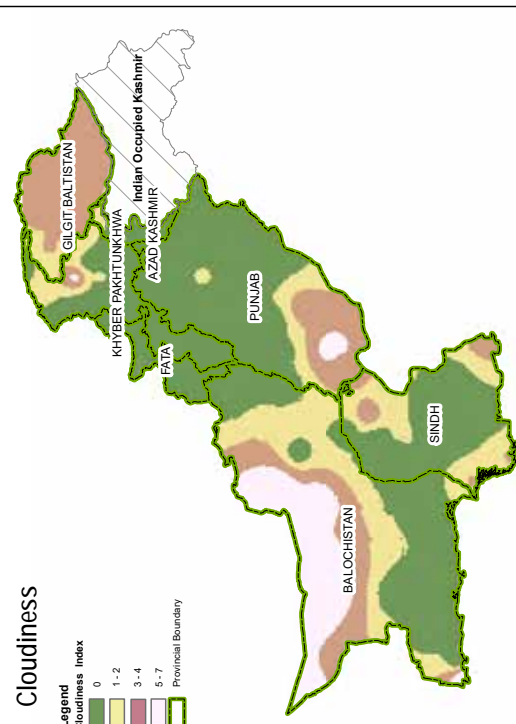 Cloudiness
Legend
Cloudiness Index
0
1 - 2
3 - 4
5 - 7
Provincial Boundary
GILGIT BALTISTAN
Indian Occupied Kashmir
KHYBER PAKHTUNKHWA
AZAD KASHMIR
FATA
PUNJAB
BALOCHISTAN
SINDH